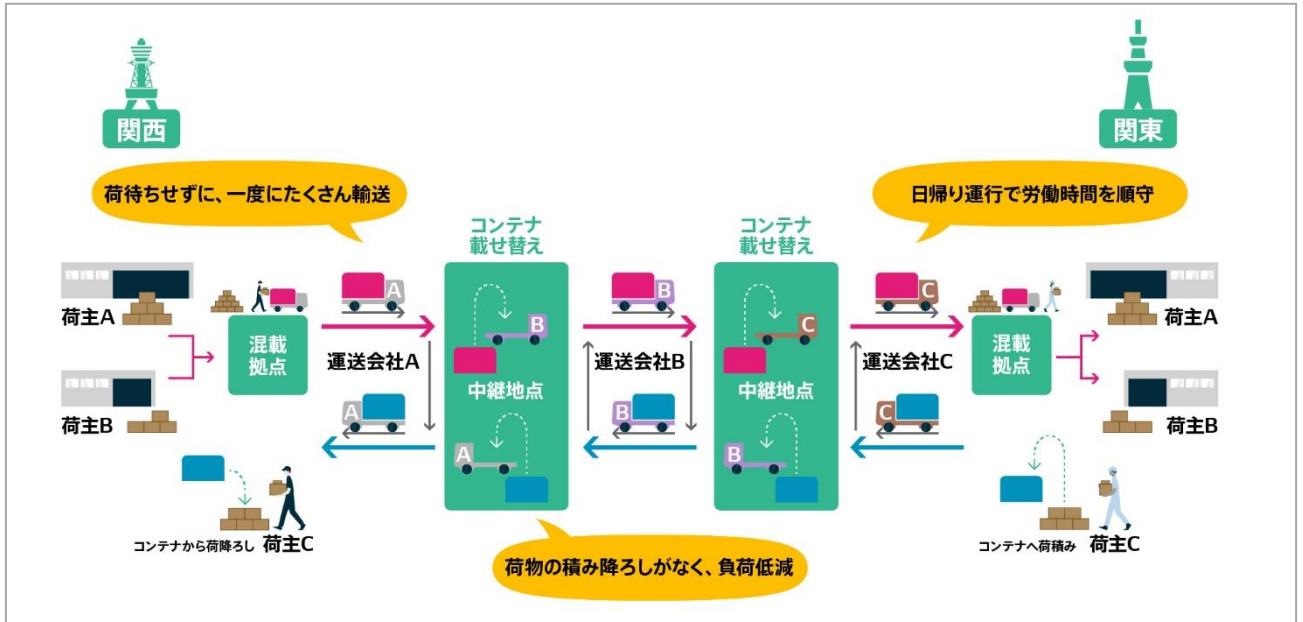 関西
関東
荷待ちせずに、一度にたくさん輸送
日帰り運行で労働時間を順守
コンテナ
載せ替え
コンテナ
載せ替え
荷主A
荷主B
混載
拠点
A
運送会社A
A
B
中継地点
A
B
運送会社B
B
C
B
C
運送会社C
C
混載
拠点
荷主A
荷主B
コンテナから荷降ろし 荷主C
コンテナへ荷積み 荷主C
荷物の積み降ろしがなく、負荷低減